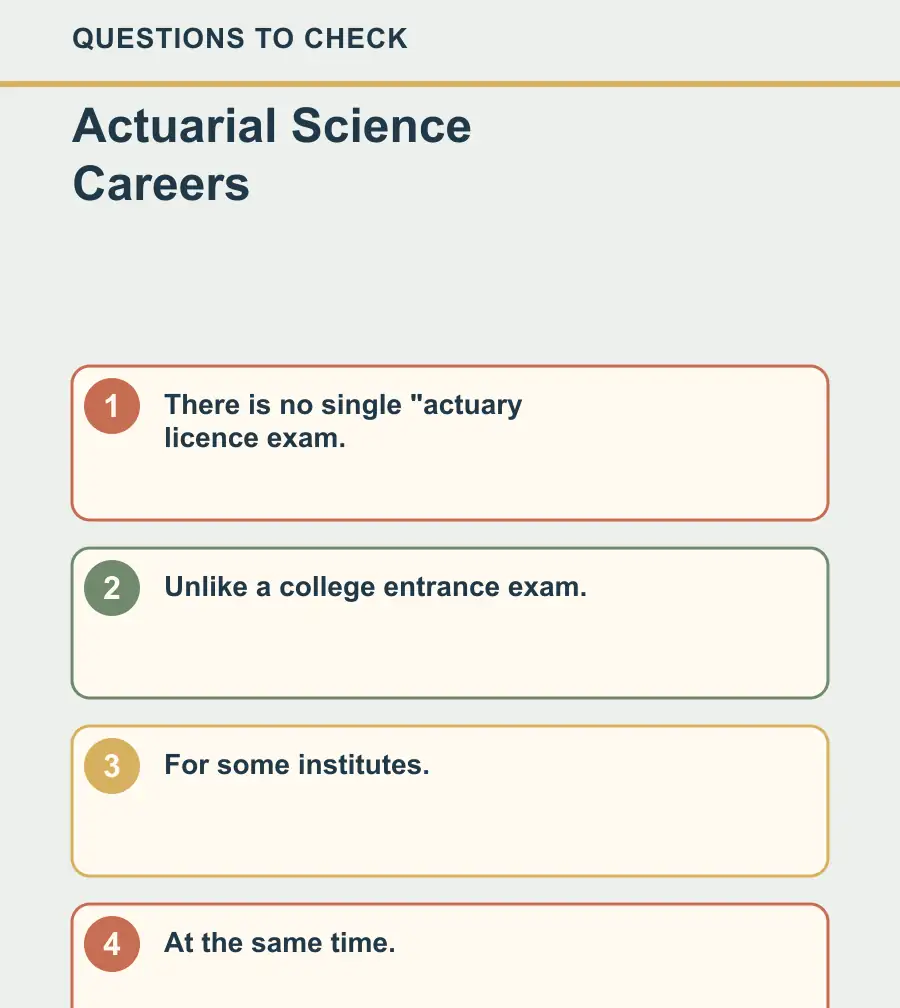 QUESTIONS TO CHECK
Actuarial Science
Careers
1
There is no single "actuary
licence exam.
2
Unlike a college entrance exam.
3
For some institutes.
4
At the same time.